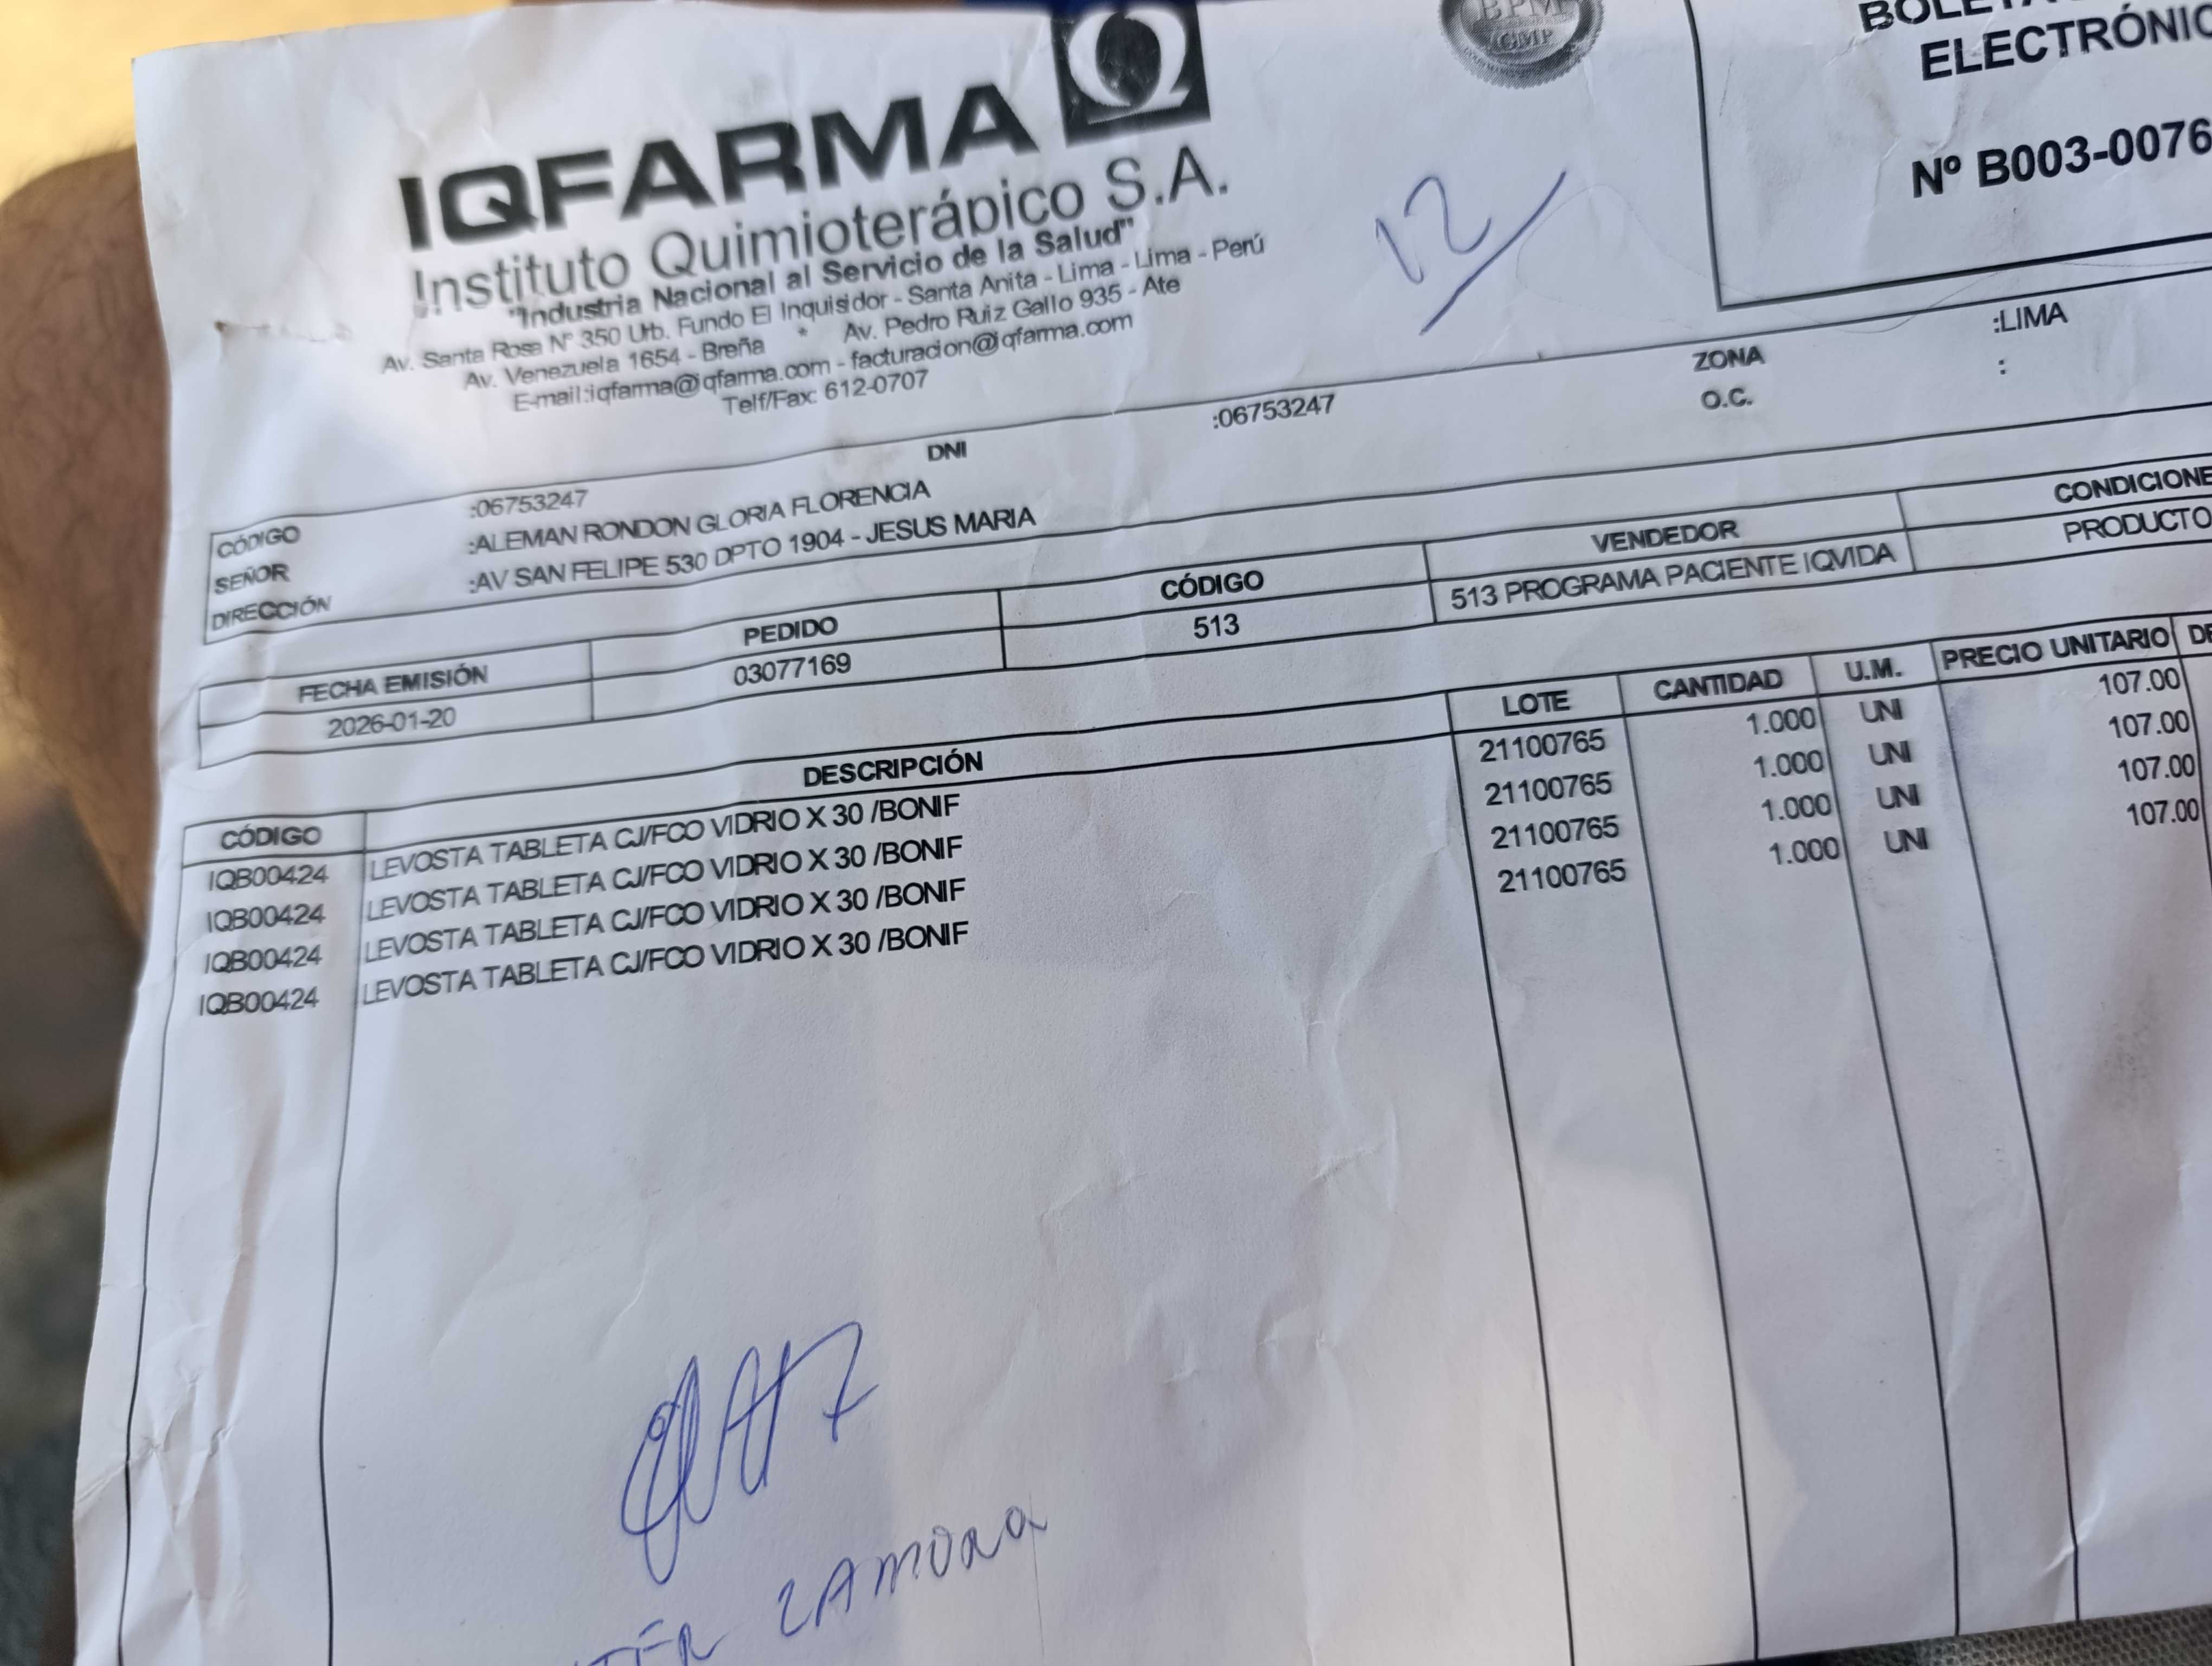 IQFARMA
Instituto Quimioterápico S.A.
"Industria Nacional al Servicio de la Salud"
Av. Santa Rosa N° 350 Urb. Fundo El Inquisidor - Santa Anita - Lima - Lima - Perú
Av. Venezuela 1654 - Breña * Av. Pedro Ruiz Gallo 935 - Ate
E-mail:iqfarma@iqfarma.com - facturacion@iqfarma.com
Telf/Fax: 612-0707
BPM
GMP
12
ELECTRÓNIC
Nº B003-0076
CÓDIGO :06753247 DNI :06753247 ZONA :LIMA
SEÑOR :ALEMAN RONDON GLORIA FLORENCIA O.C. :
DIRECCIÓN :AV SAN FELIPE 530 DPTO 1904 - JESUS MARIA
FECHA EMISIÓN PEDIDO CÓDIGO VENDEDOR CONDICIONE
2026-01-20 03077169 513 513 PROGRAMA PACIENTE IQVIDA PRODUCTO
CÓDIGO DESCRIPCIÓN LOTE CANTIDAD U.M. PRECIO UNITARIO DE
IQB00424 LEVOSTA TABLETA CJ/FCO VIDRIO X 30 /BONIF 21100765 1.000 UNI 107.00
IQB00424 LEVOSTA TABLETA CJ/FCO VIDRIO X 30 /BONIF 21100765 1.000 UNI 107.00
IQB00424 LEVOSTA TABLETA CJ/FCO VIDRIO X 30 /BONIF 21100765 1.000 UNI 107.00
IQB00424 LEVOSTA TABLETA CJ/FCO VIDRIO X 30 /BONIF 21100765 1.000 UNI 107.00
ZAMORA